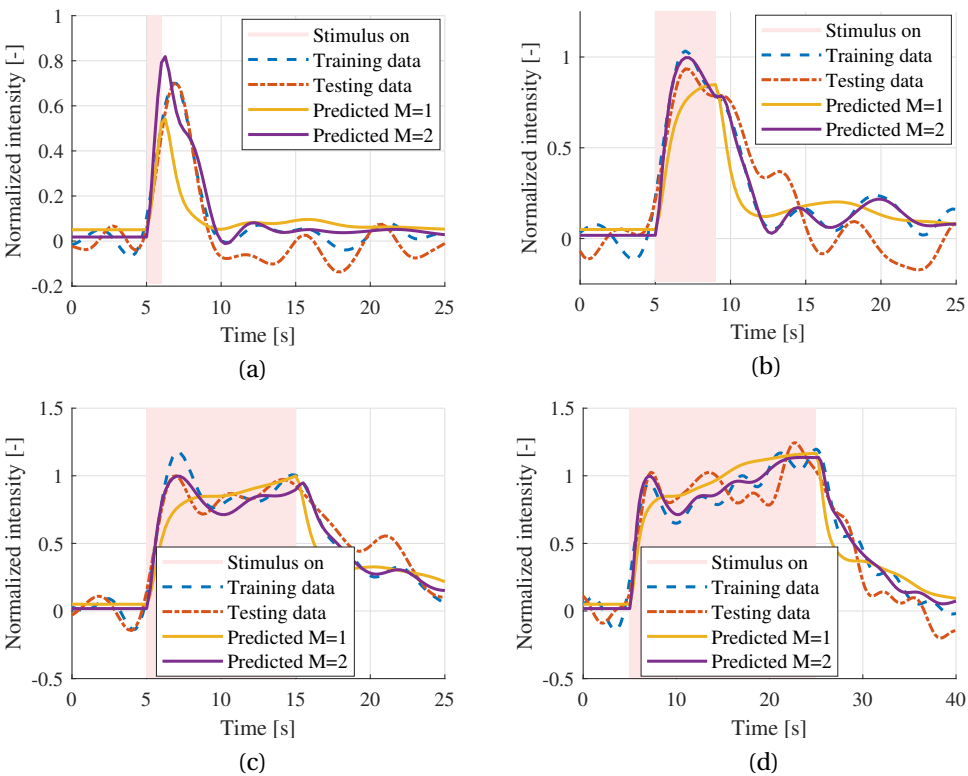 1
0.8
0.6
0.4
0.2
0
-0.2
0 5 10 15 20 25
Normalized intensity [-]
Time [s]
Stimulus on
Training data
Testing data
Predicted M=1
Predicted M=2
(a)
1
0.5
0
0 5 10 15 20 25
Normalized intensity [-]
Time [s]
Stimulus on
Training data
Testing data
Predicted M=1
Predicted M=2
(b)
1.5
1
0.5
0
-0.5
0 5 10 15 20 25
Normalized intensity [-]
Time [s]
Stimulus on
Training data
Testing data
Predicted M=1
Predicted M=2
(c)
1.5
1
0.5
0
-0.5
0 10 20 30 40
Normalized intensity [-]
Time [s]
Stimulus on
Training data
Testing data
Predicted M=1
Predicted M=2
(d)